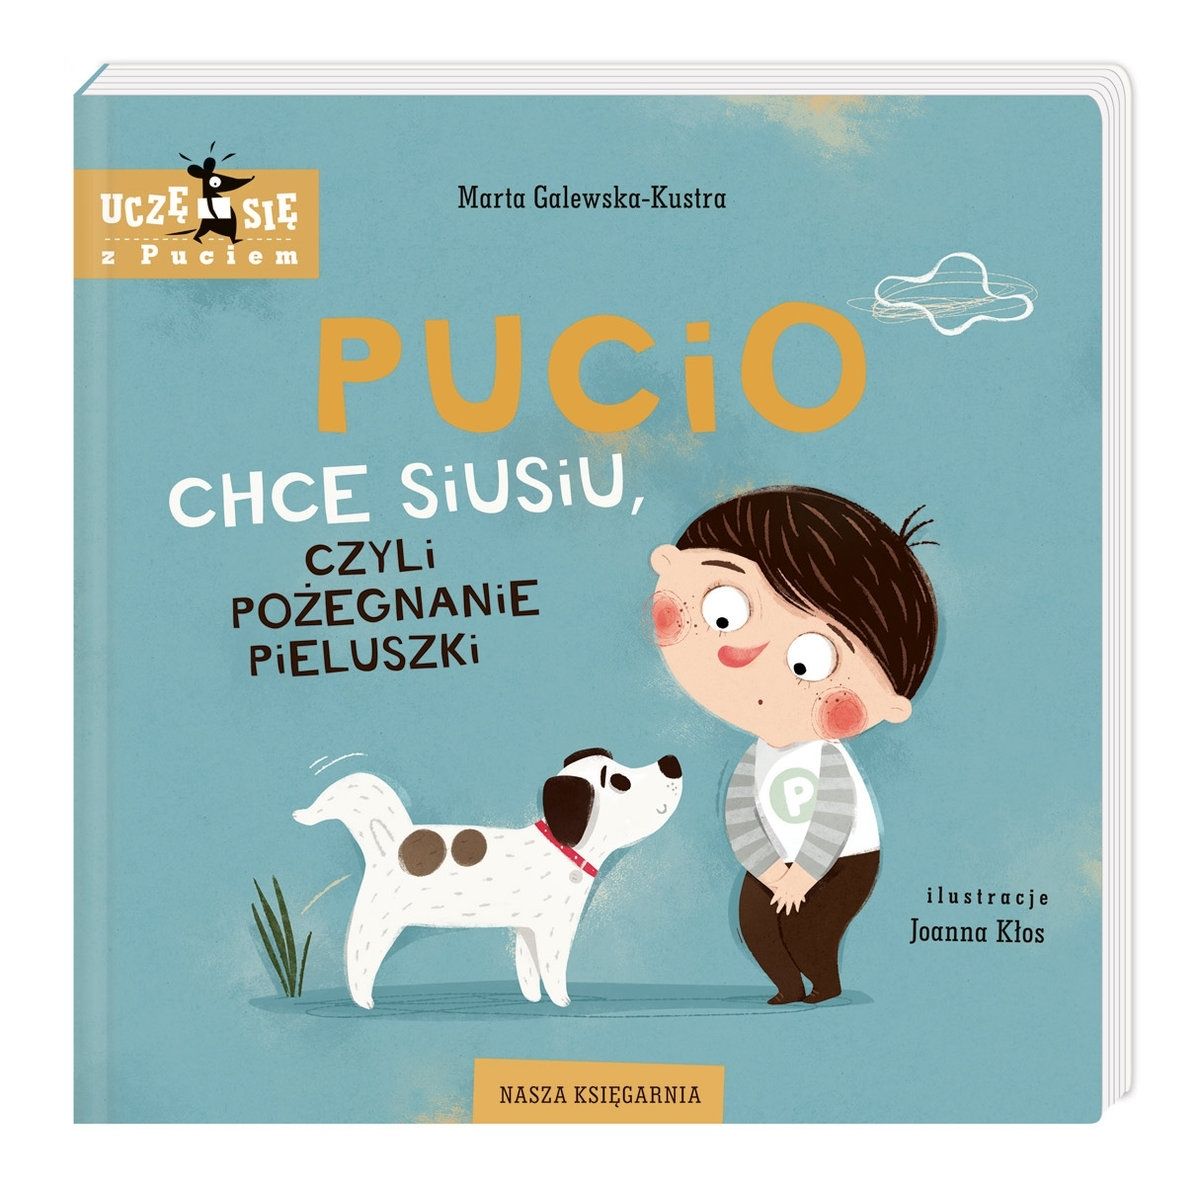 UCZĘ SIĘ
z Puciem
Marta Galewska-Kustra
PUCiO
CHCE SiUSiU,
CZYLi
POŻEGNANiE
PiELUSZKi
P
ilustracje
Joanna Kłos
NASZA KSIĘGARNIA